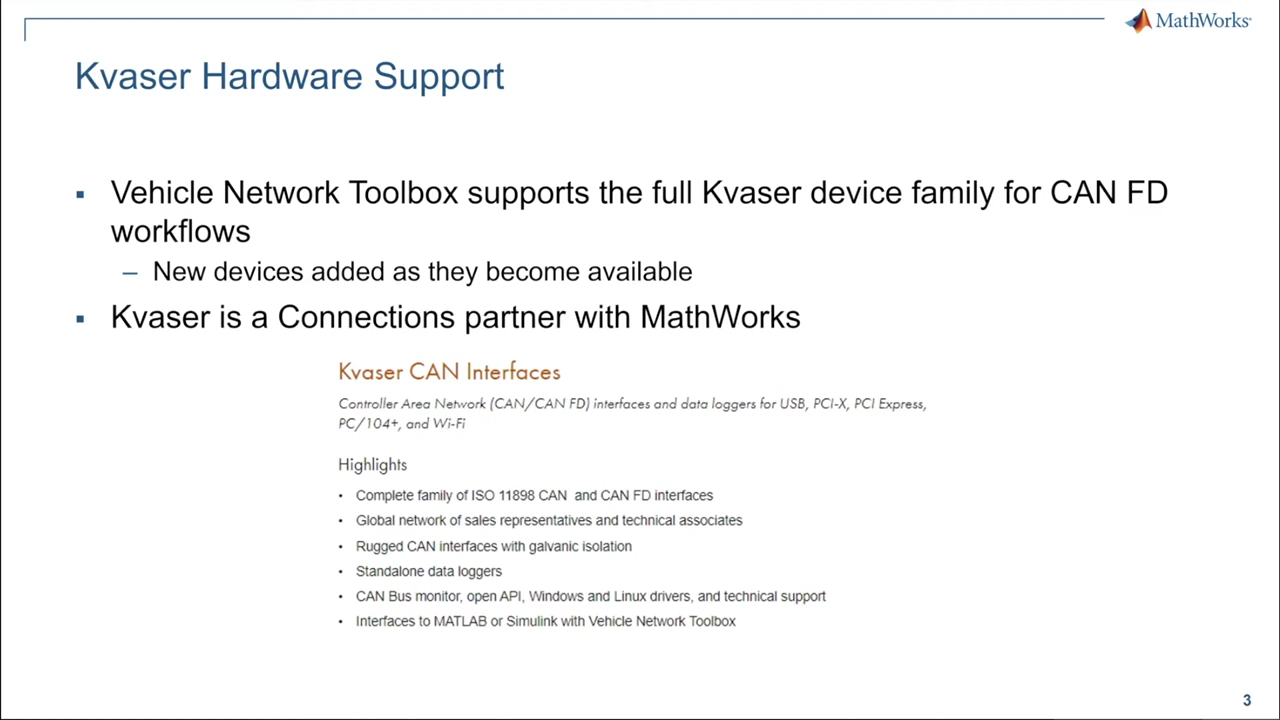 MathWorks
Kvaser Hardware Support
▪ Vehicle Network Toolbox supports the full Kvaser device family for CAN FD
workflows
– New devices added as they become available
▪ Kvaser is a Connections partner with MathWorks
Kvaser CAN Interfaces
Controller Area Network (CAN/CAN FD) interfaces and data loggers for USB, PCI-X, PCI Express,
PC/104+, and Wi-Fi
Highlights
• Complete family of ISO 11898 CAN and CAN FD interfaces
• Global network of sales representatives and technical associates
• Rugged CAN interfaces with galvanic isolation
• Standalone data loggers
• CAN Bus monitor, open API, Windows and Linux drivers, and technical support
• Interfaces to MATLAB or Simulink with Vehicle Network Toolbox
3